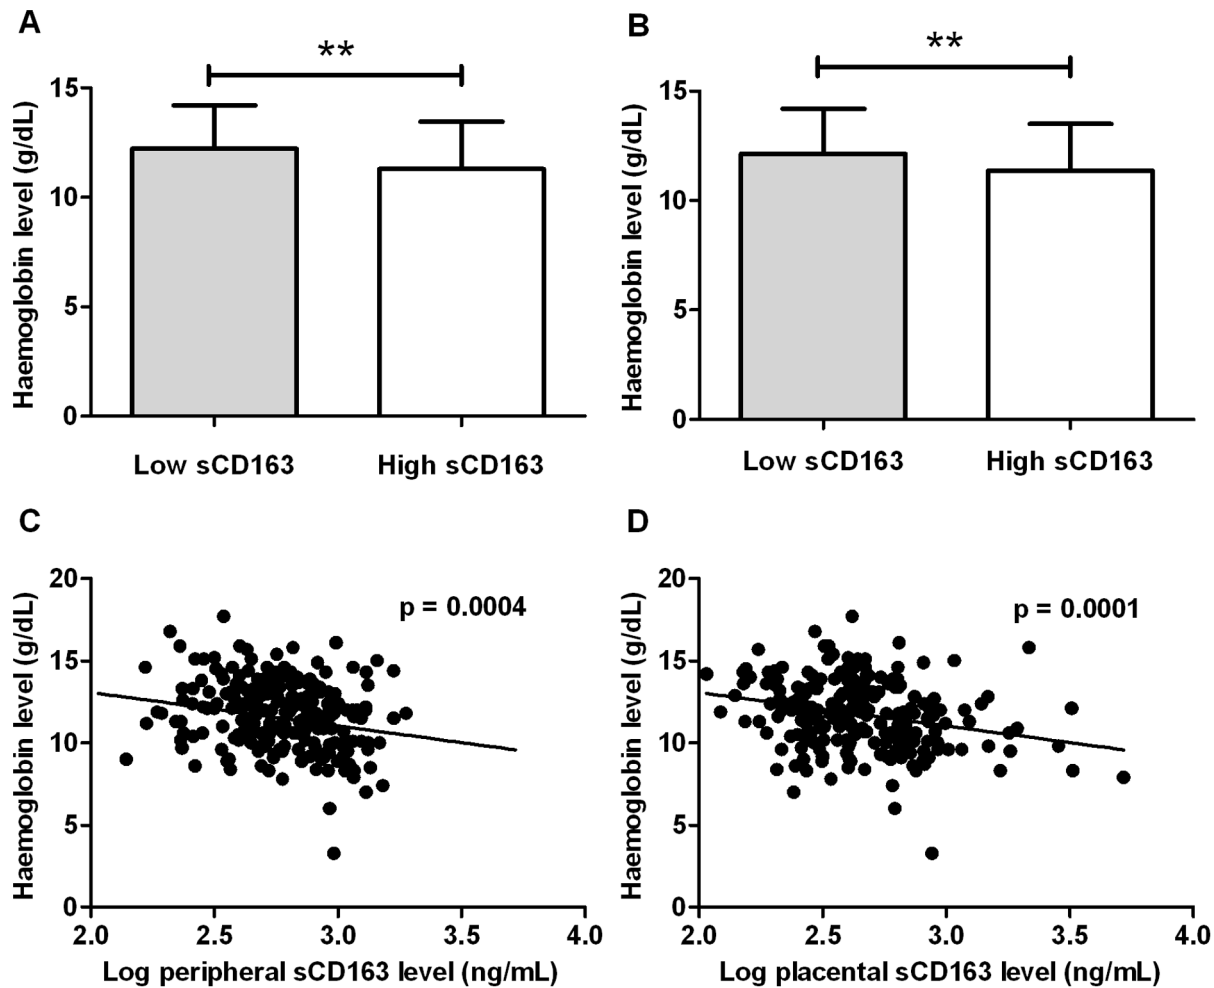 A
**
Haemoglobin level (g/dL)
15
10
5
0
Low sCD163
High sCD163
B
**
Haemoglobin level (g/dL)
15
10
5
0
Low sCD163
High sCD163
C
Haemoglobin level (g/dL)
20
15
10
5
0
p = 0.0004
2.0 2.5 3.0 3.5 4.0
Log peripheral sCD163 level (ng/mL)
D
Haemoglobin level (g/dL)
20
15
10
5
0
p = 0.0001
2.0 2.5 3.0 3.5 4.0
Log placental sCD163 level (ng/mL)